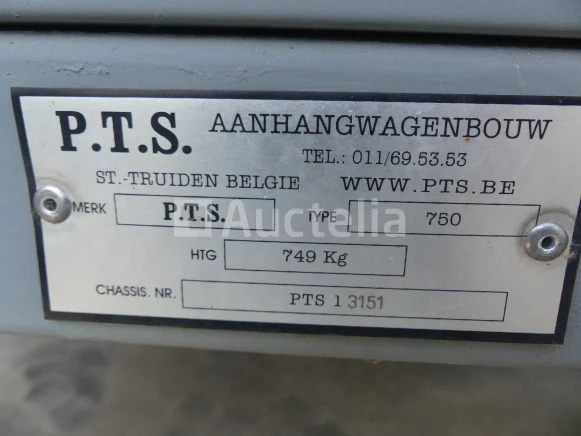 P.T.S. AANHANGWAGENBOUW
TEL.: 011/69.53.53
ST.-TRUIDEN BELGIE WWW.PTS.BE
MERK P.T.S. TYPE 750
Auctelia
HTG 749 Kg
CHASSIS. NR. PTS 1 3151